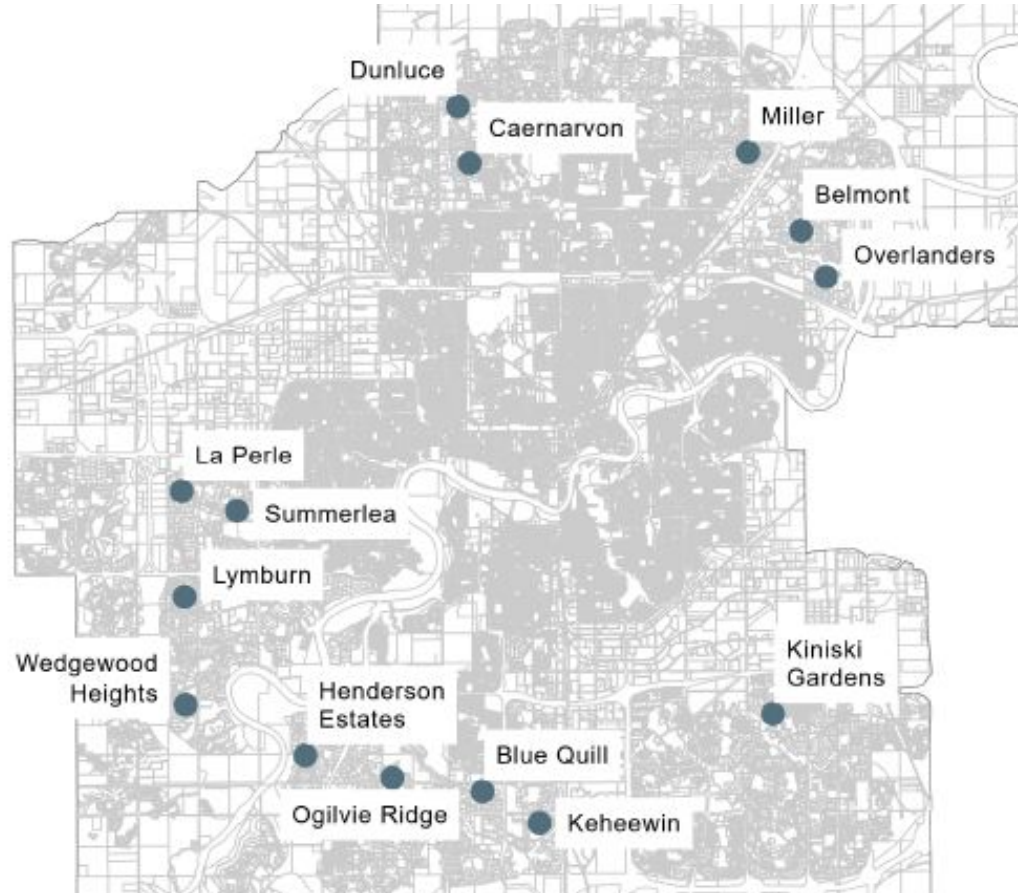 Dunluce
Caernarvon
Miller
Belmont
Overlanders
La Perle
Summerlea
Lymburn
Wedgewood
Heights
Henderson
Estates
Kiniski
Gardens
Blue Quill
Ogilvie Ridge
Keheewin